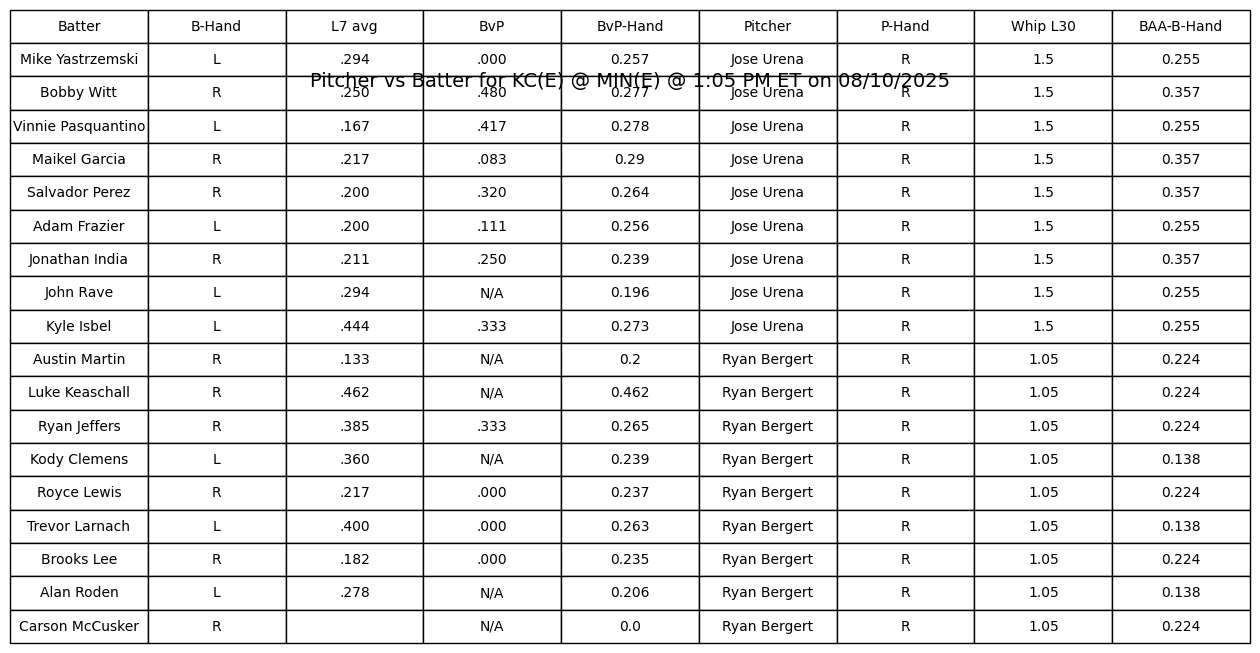 Batter B-Hand L7 avg BvP BvP-Hand Pitcher P-Hand Whip L30 BAA-B-Hand
Mike Yastrzemski L .294 .000 0.257 Jose Urena R 1.5 0.255
Pitcher vs Batter for KC(E) @ MIN(E) @ 1:05 PM ET on 08/10/2025
Bobby Witt R .250 .480 0.277 Jose Urena R 1.5 0.357
Vinnie Pasquantino L .167 .417 0.278 Jose Urena R 1.5 0.255
Maikel Garcia R .217 .083 0.29 Jose Urena R 1.5 0.357
Salvador Perez R .200 .320 0.264 Jose Urena R 1.5 0.357
Adam Frazier L .200 .111 0.256 Jose Urena R 1.5 0.255
Jonathan India R .211 .250 0.239 Jose Urena R 1.5 0.357
John Rave L .294 N/A 0.196 Jose Urena R 1.5 0.255
Kyle Isbel L .444 .333 0.273 Jose Urena R 1.5 0.255
Austin Martin R .133 N/A 0.2 Ryan Bergert R 1.05 0.224
Luke Keaschall R .462 N/A 0.462 Ryan Bergert R 1.05 0.224
Ryan Jeffers R .385 .333 0.265 Ryan Bergert R 1.05 0.224
Kody Clemens L .360 N/A 0.239 Ryan Bergert R 1.05 0.138
Royce Lewis R .217 .000 0.237 Ryan Bergert R 1.05 0.224
Trevor Larnach L .400 .000 0.263 Ryan Bergert R 1.05 0.138
Brooks Lee R .182 .000 0.235 Ryan Bergert R 1.05 0.224
Alan Roden L .278 N/A 0.206 Ryan Bergert R 1.05 0.138
Carson McCusker R N/A 0.0 Ryan Bergert R 1.05 0.224